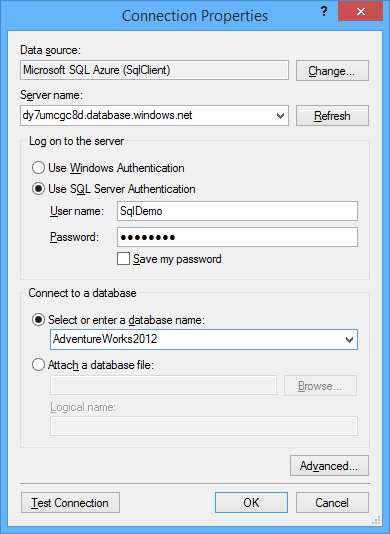 Connection Properties
?
Data source:
Microsoft SQL Azure (SqlClient)
Change...
Server name:
dy7umcgc8d.database.windows.net
Refresh
Log on to the server
Use Windows Authentication
Use SQL Server Authentication
User name:
SqlDemo
Password:
●●●●●●●●
Save my password
Connect to a database
Select or enter a database name:
AdventureWorks2012
Attach a database file:
Browse...
Logical name:
Advanced...
Test Connection
OK
Cancel